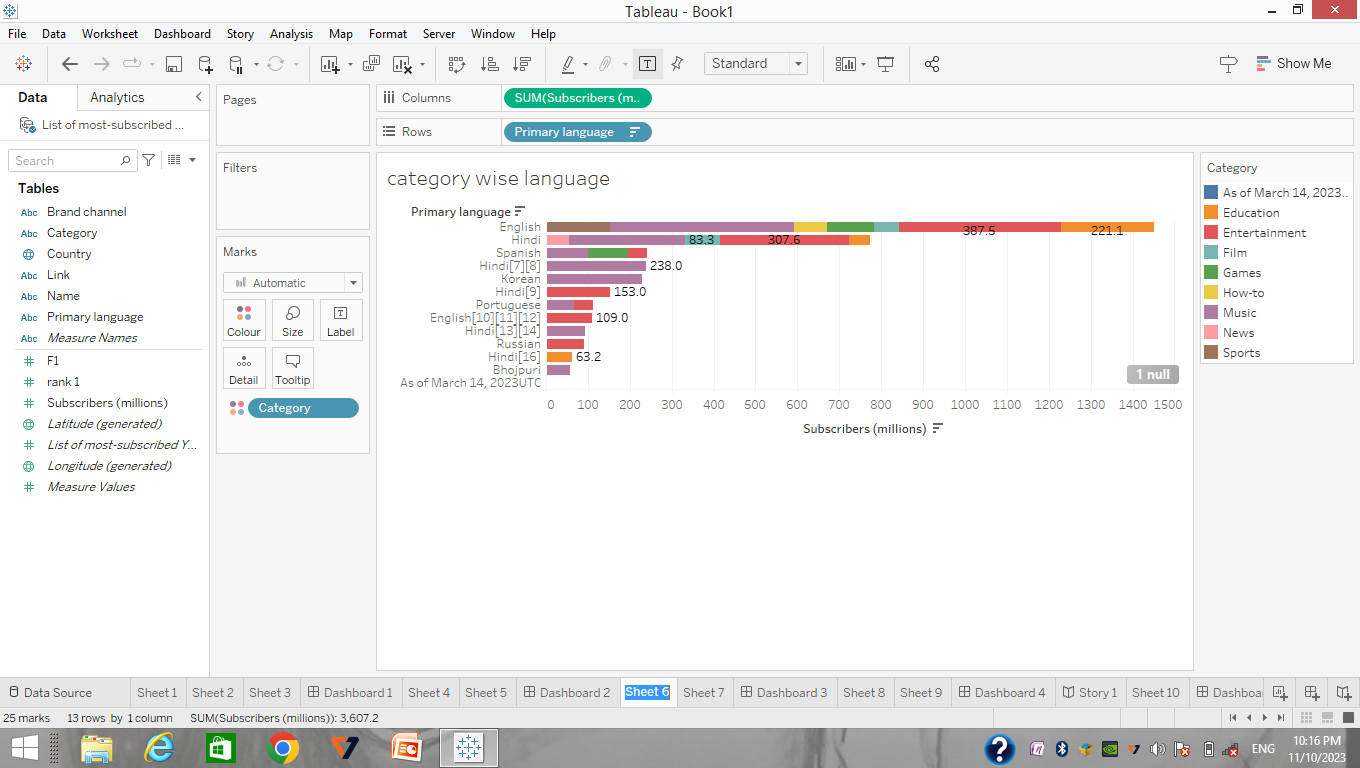 Tableau - Book1
File Data Worksheet Dashboard Story Analysis Map Format Server Window Help
Standard
Show Me
Data Analytics
List of most-subscribed ...
Search
Tables
Abc Brand channel
Abc Category
Country
Abc Link
Abc Name
Abc Primary language
Abc Measure Names
F1
rank 1
Subscribers (millions)
Latitude (generated)
List of most-subscribed Y...
Longitude (generated)
Measure Values
Pages
Filters
Marks
Automatic
Colour Size Label
Detail Tooltip
Category
Columns SUM(Subscribers (m..
Rows Primary language
category wise language
Primary language
English 387.5 221.1
Hindi 83.3 307.6
Spanish
Hindi[7][8] 238.0
Korean
Hindi[9] 153.0
Portuguese
English[10][11][12] 109.0
Hindi[13][14]
Russian
Hindi[16] 63.2
Bhojpuri
As of March 14, 2023UTC
1 null
0 100 200 300 400 500 600 700 800 900 1000 1100 1200 1300 1400 1500
Subscribers (millions)
Category
As of March 14, 2023..
Education
Entertainment
Film
Games
How-to
Music
News
Sports
Data Source Sheet 1 Sheet 2 Sheet 3 Dashboard 1 Sheet 4 Sheet 5 Dashboard 2 Sheet 6 Sheet 7 Dashboard 3 Sheet 8 Sheet 9 Dashboard 4 Story 1 Sheet 10 Dashboa
25 marks 13 rows by 1 column SUM(Subscribers (millions)): 3,607.2
ENG
10:16 PM
11/10/2023